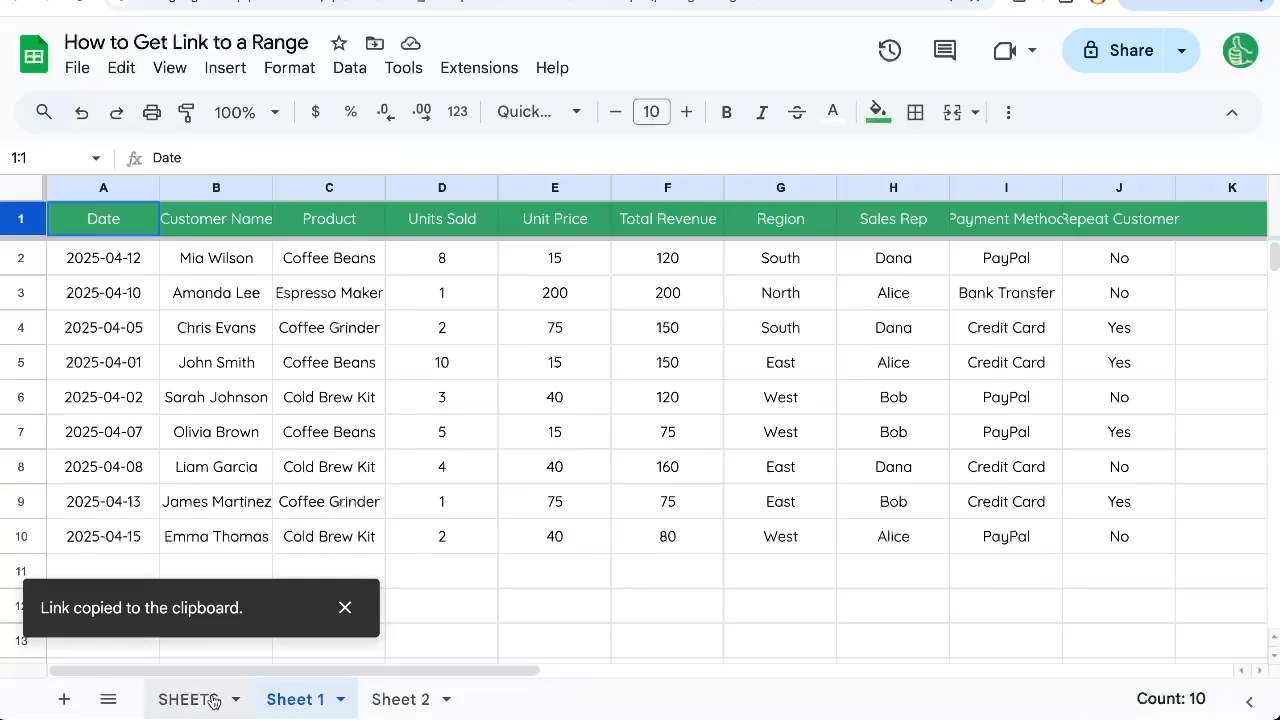 How to Get Link to a Range
File Edit View Insert Format Data Tools Extensions Help
Share
100% $ % .0 .00 123 Quick... 10 B I A
1:1 fx Date
A B C D E F G H I J K
1 Date Customer Name Product Units Sold Unit Price Total Revenue Region Sales Rep Payment Methoc Repeat Customer
2 2025-04-12 Mia Wilson Coffee Beans 8 15 120 South Dana PayPal No
3 2025-04-10 Amanda Lee Espresso Maker 1 200 200 North Alice Bank Transfer No
4 2025-04-05 Chris Evans Coffee Grinder 2 75 150 South Dana Credit Card Yes
5 2025-04-01 John Smith Coffee Beans 10 15 150 East Alice Credit Card Yes
6 2025-04-02 Sarah Johnson Cold Brew Kit 3 40 120 West Bob PayPal No
7 2025-04-07 Olivia Brown Coffee Beans 5 15 75 West Bob PayPal Yes
8 2025-04-08 Liam Garcia Cold Brew Kit 4 40 160 East Dana Credit Card No
9 2025-04-13 James Martinez Coffee Grinder 1 75 75 East Bob Credit Card Yes
10 2025-04-15 Emma Thomas Cold Brew Kit 2 40 80 West Alice PayPal No
11
Link copied to the clipboard.
13
SHEETS Sheet 1 Sheet 2 Count: 10